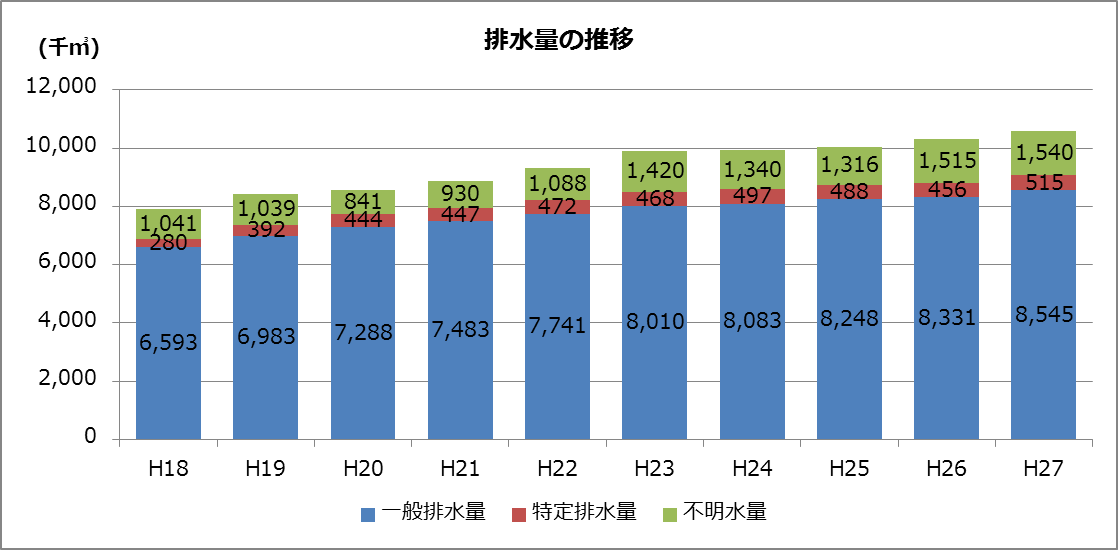 排水量の推移
(千㎥)
12,000
10,000
8,000
6,000
4,000
2,000
0
1,041 1,039 841 930 1,088 1,420 1,340 1,316 1,515 1,540
280 392 444 447 472 468 497 488 456 515
6,593 6,983 7,288 7,483 7,741 8,010 8,083 8,248 8,331 8,545
H18 H19 H20 H21 H22 H23 H24 H25 H26 H27
一般排水量 特定排水量 不明水量